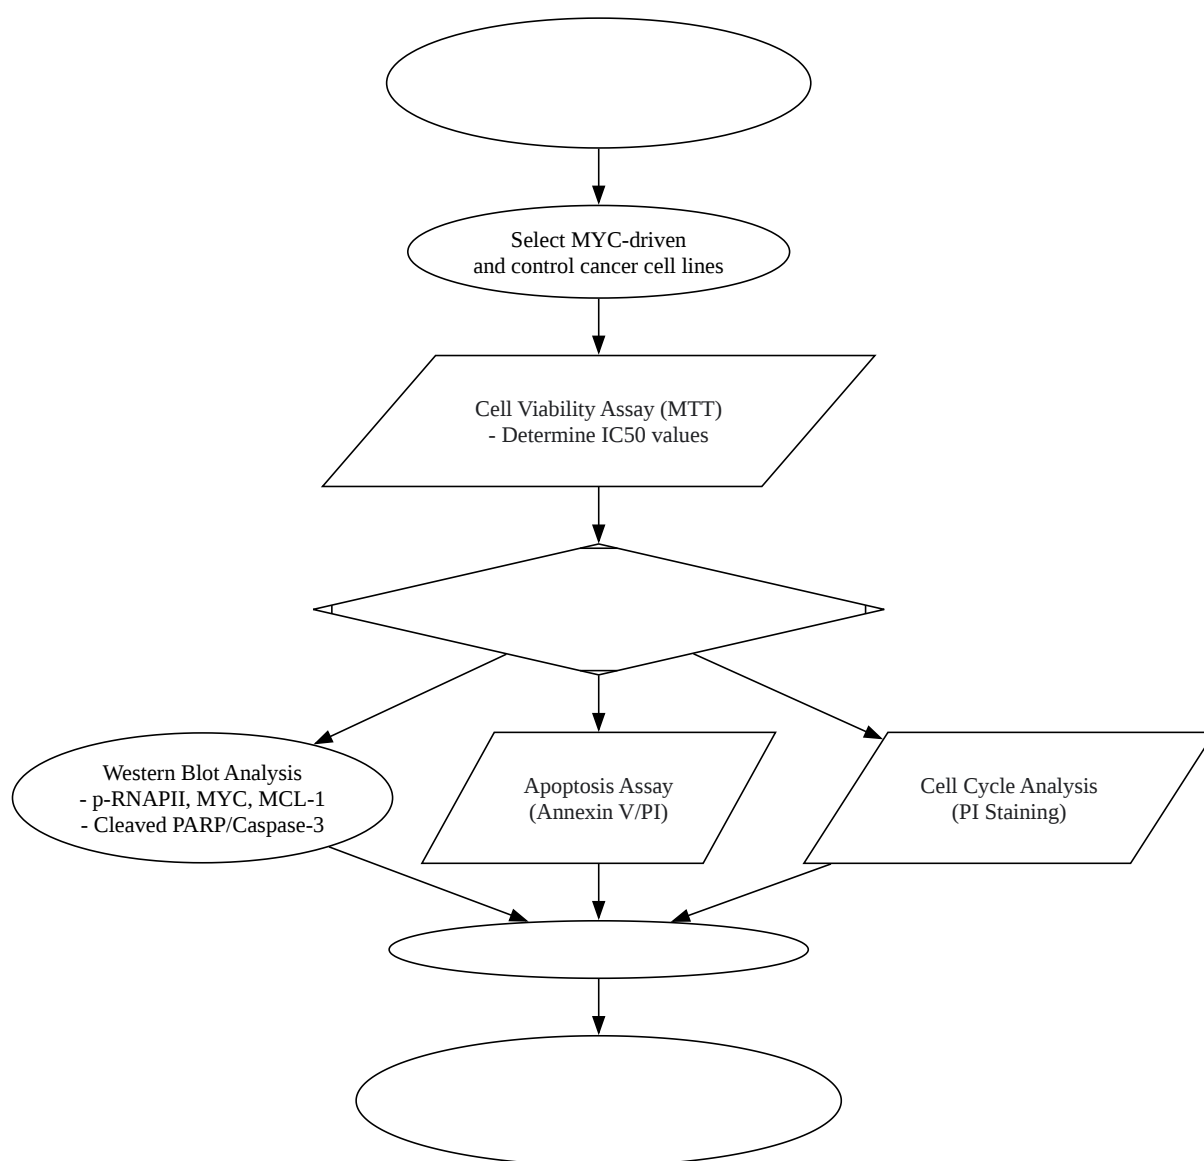 Select MYC-driven
and control cancer cell lines
Cell Viability Assay (MTT)
- Determine IC50 values
Western Blot Analysis
- p-RNAPII, MYC, MCL-1
- Cleaved PARP/Caspase-3
Apoptosis Assay
(Annexin V/PI)
Cell Cycle Analysis
(PI Staining)